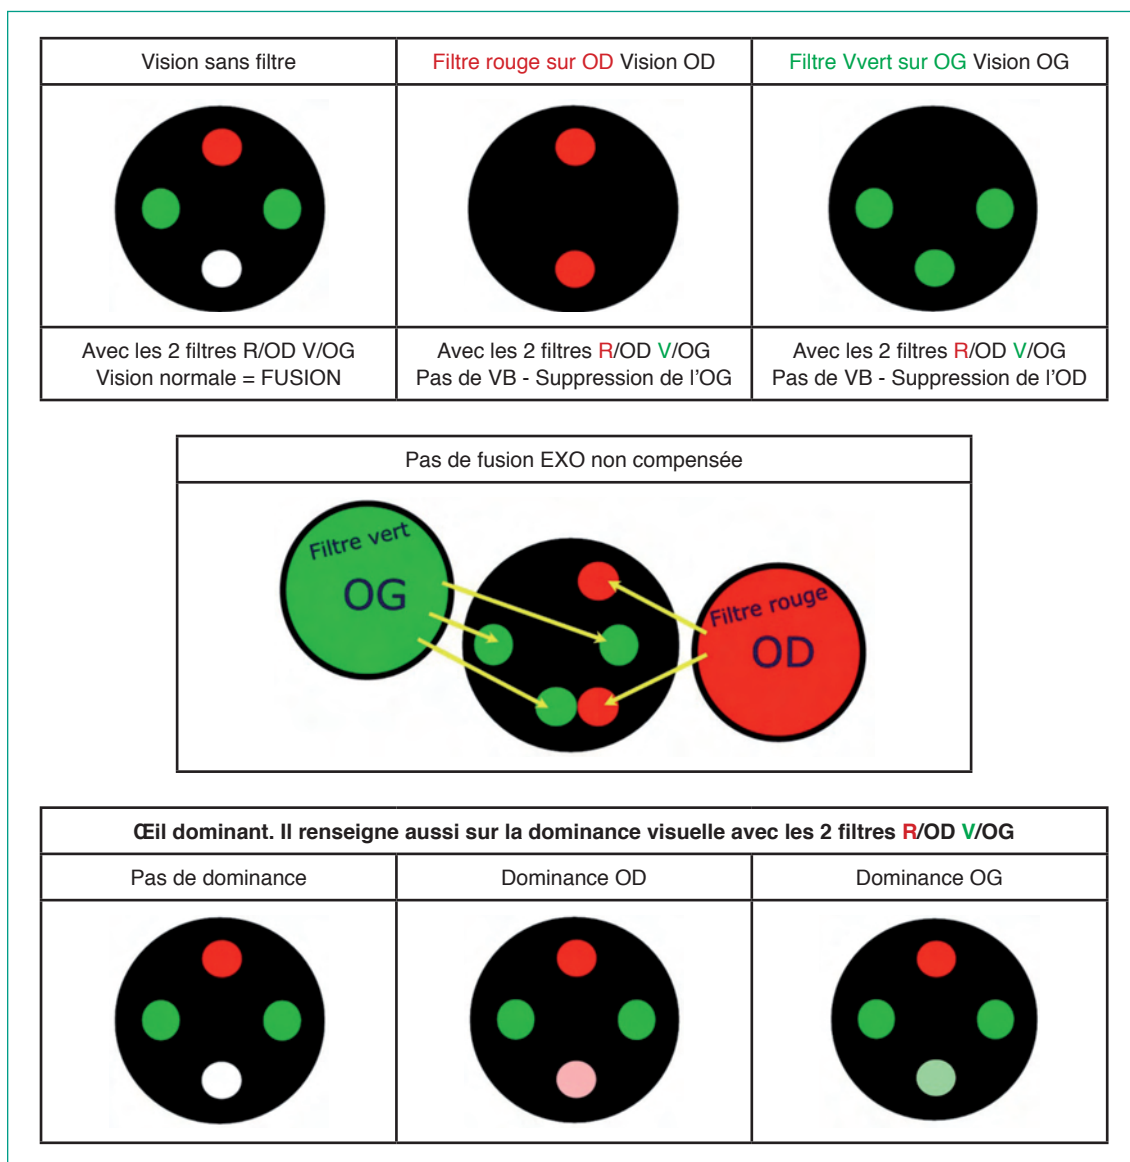 Vision sans filtre
Filtre rouge sur OD Vision OD
Filtre Vvert sur OG Vision OG
Avec les 2 filtres R/OD V/OG
Vision normale = FUSION
Avec les 2 filtres R/OD V/OG
Pas de VB - Suppression de l'OG
Avec les 2 filtres R/OD V/OG
Pas de VB - Suppression de l'OD
Pas de fusion EXO non compensée
Filtre vert
OG
Filtre rouge
OD
Œil dominant. Il renseigne aussi sur la dominance visuelle avec les 2 filtres R/OD V/OG
Pas de dominance
Dominance OD
Dominance OG